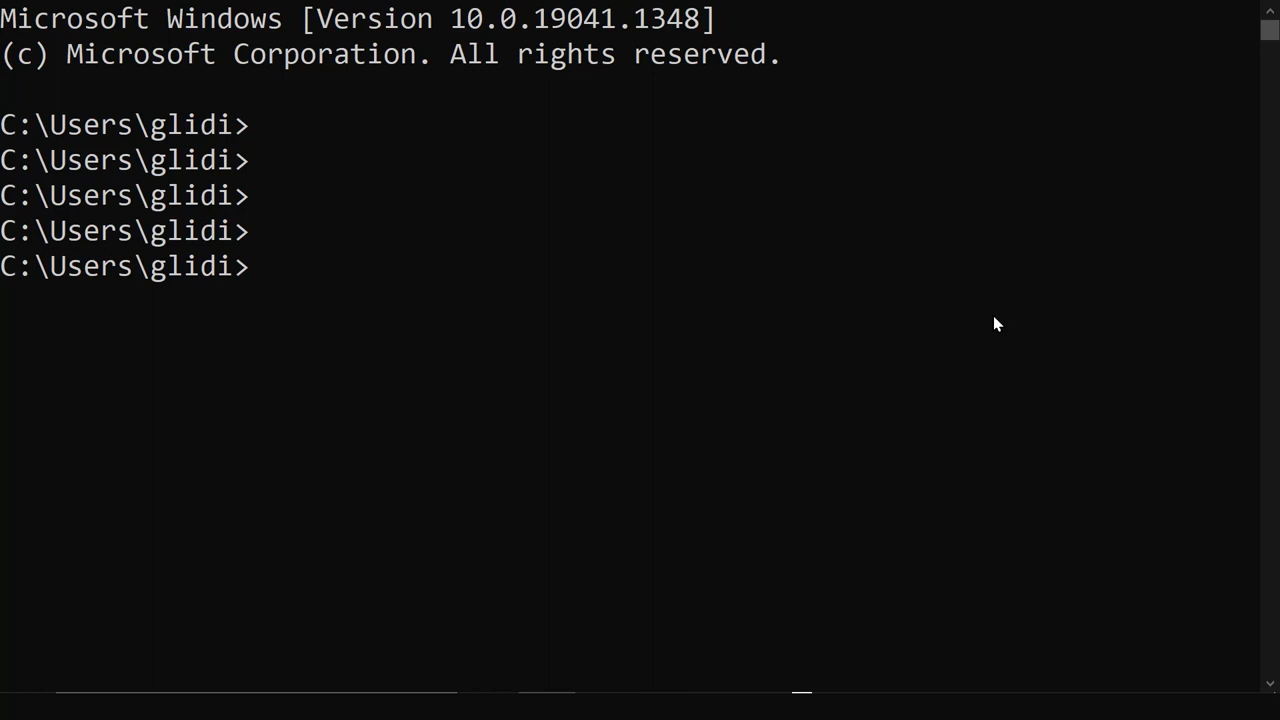 Microsoft Windows [Version 10.0.19041.1348]
(c) Microsoft Corporation. All rights reserved.
C:\Users\glidi>
C:\Users\glidi>
C:\Users\glidi>
C:\Users\glidi>
C:\Users\glidi>